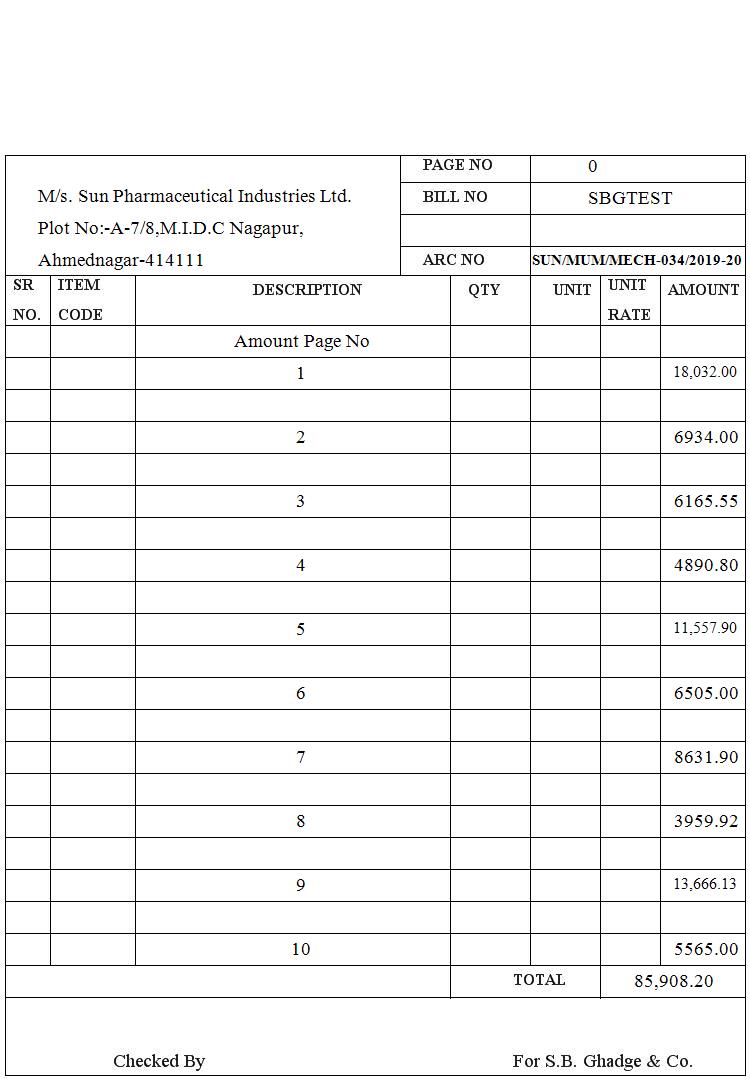 PAGE NO 0
M/s. Sun Pharmaceutical Industries Ltd. BILL NO SBGTEST
Plot No:-A-7/8,M.I.D.C Nagapur,
Ahmednagar-414111 ARC NO SUN/MUM/MECH-034/2019-20
SR NO. ITEM CODE DESCRIPTION QTY UNIT UNIT RATE AMOUNT
Amount Page No
1 18,032.00
2 6934.00
3 6165.55
4 4890.80
5 11,557.90
6 6505.00
7 8631.90
8 3959.92
9 13,666.13
10 5565.00
TOTAL 85,908.20
Checked By For S.B. Ghadge & Co.